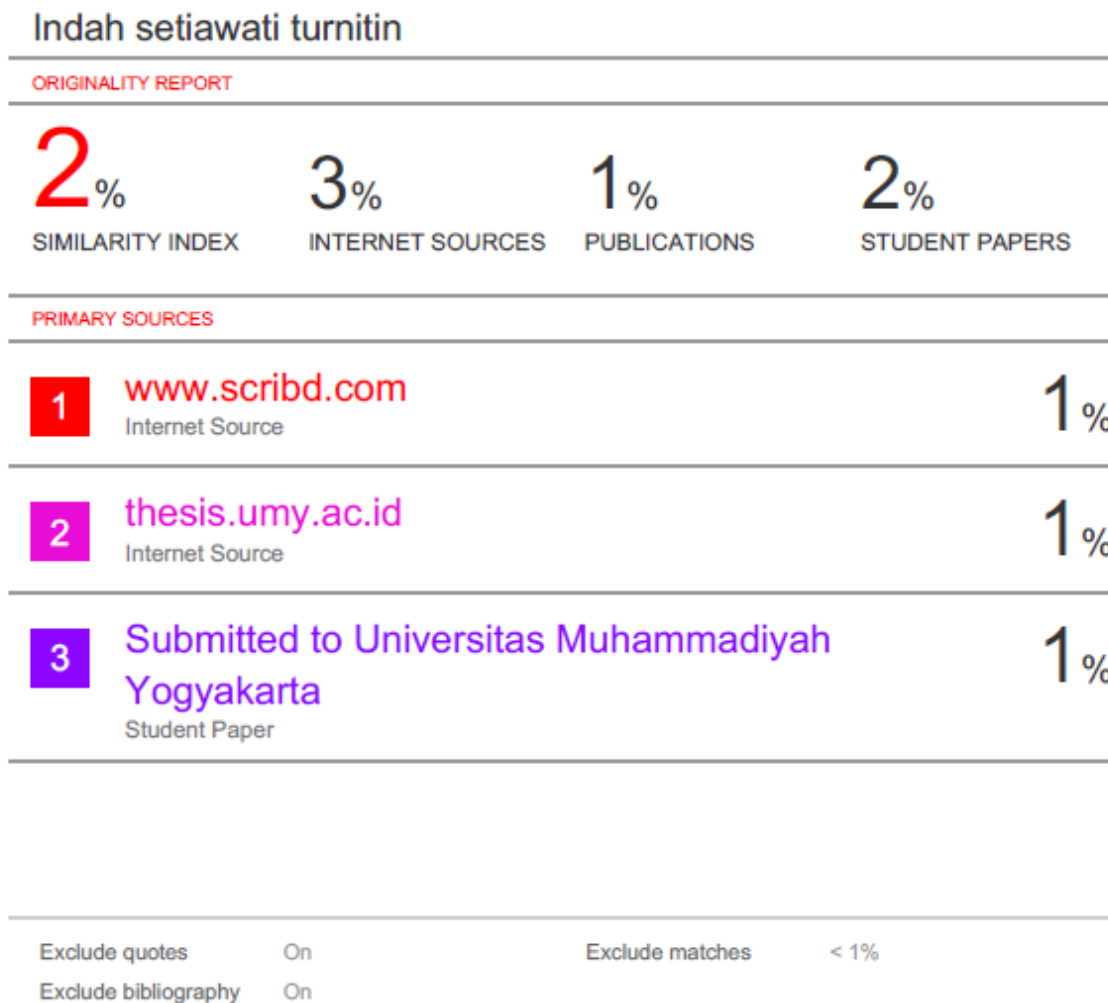 Indah setiawati turnitin
ORIGINALITY REPORT
2% 3% 1% 2%
SIMILARITY INDEX INTERNET SOURCES PUBLICATIONS STUDENT PAPERS
PRIMARY SOURCES
1 www.scribd.com 1%
Internet Source
2 thesis.umy.ac.id 1%
Internet Source
3 Submitted to Universitas Muhammadiyah 1%
Yogyakarta
Student Paper
Exclude quotes On Exclude matches < 1%
Exclude bibliography On